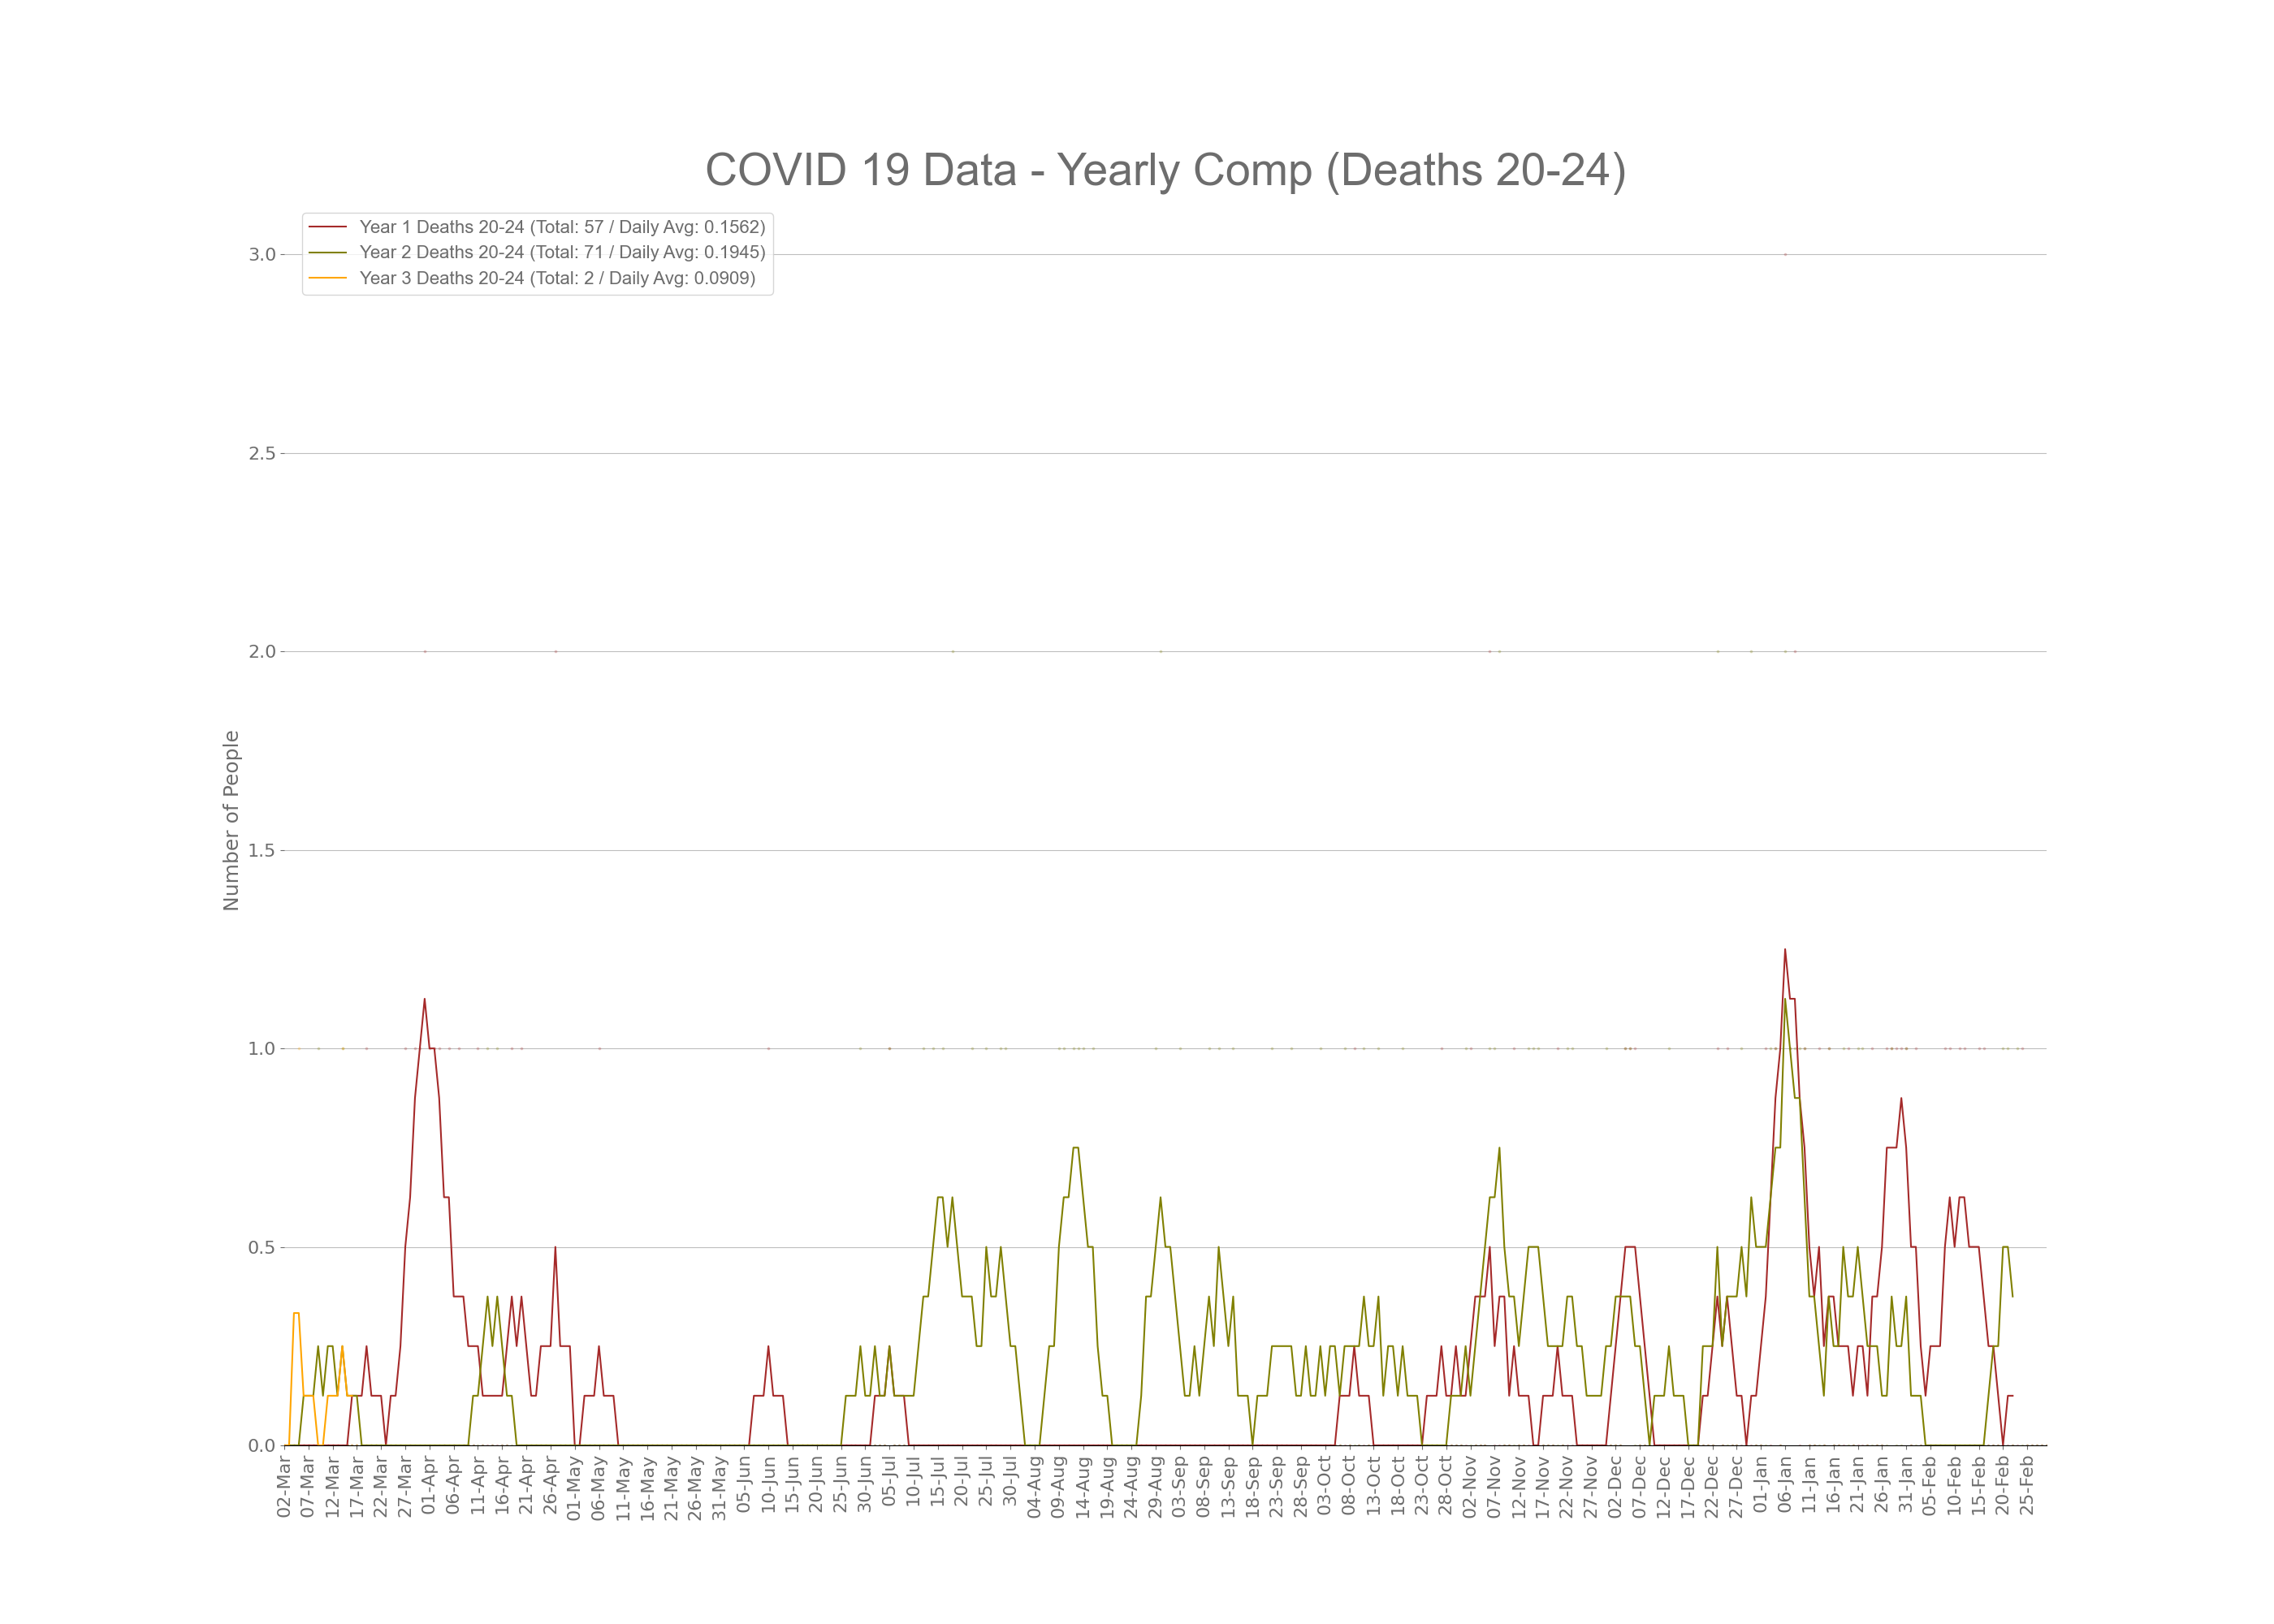 COVID 19 Data - Yearly Comp (Deaths 20-24)
Year 1 Deaths 20-24 (Total: 57 / Daily Avg: 0.1562)
Year 2 Deaths 20-24 (Total: 71 / Daily Avg: 0.1945)
Year 3 Deaths 20-24 (Total: 2 / Daily Avg: 0.0909)
3.0
2.5
2.0
1.5
1.0
0.5
0.0
Number of People
02-Mar
07-Mar
12-Mar
17-Mar
22-Mar
27-Mar
01-Apr
06-Apr
11-Apr
16-Apr
21-Apr
26-Apr
01-May
06-May
11-May
16-May
21-May
26-May
31-May
05-Jun
10-Jun
15-Jun
20-Jun
25-Jun
30-Jun
05-Jul
10-Jul
15-Jul
20-Jul
25-Jul
30-Jul
04-Aug
09-Aug
14-Aug
19-Aug
24-Aug
29-Aug
03-Sep
08-Sep
13-Sep
18-Sep
23-Sep
28-Sep
03-Oct
08-Oct
13-Oct
18-Oct
23-Oct
28-Oct
02-Nov
07-Nov
12-Nov
17-Nov
22-Nov
27-Nov
02-Dec
07-Dec
12-Dec
17-Dec
22-Dec
27-Dec
01-Jan
06-Jan
11-Jan
16-Jan
21-Jan
26-Jan
31-Jan
05-Feb
10-Feb
15-Feb
20-Feb
25-Feb